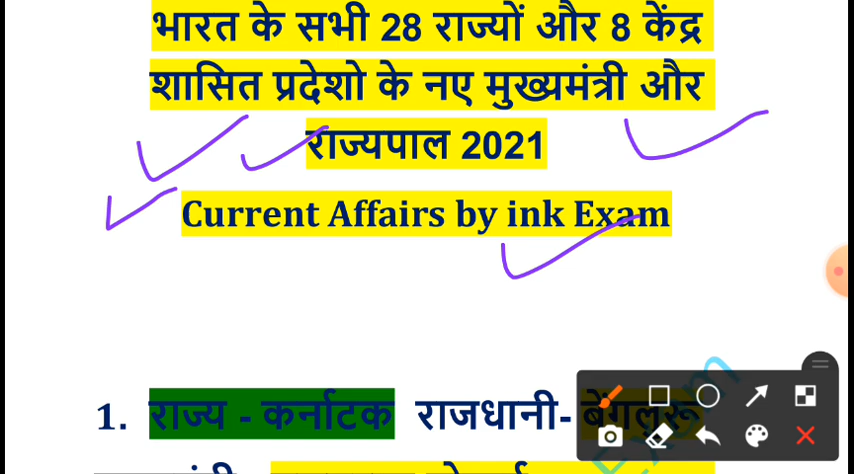 भारत के सभी 28 राज्यों और 8 केंद्र
शासित प्रदेशो के नए मुख्यमंत्री और
राज्यपाल 2021
Current Affairs by ink Exam
1. राज्य - कर्नाटक राजधानी- बेंगलुरू